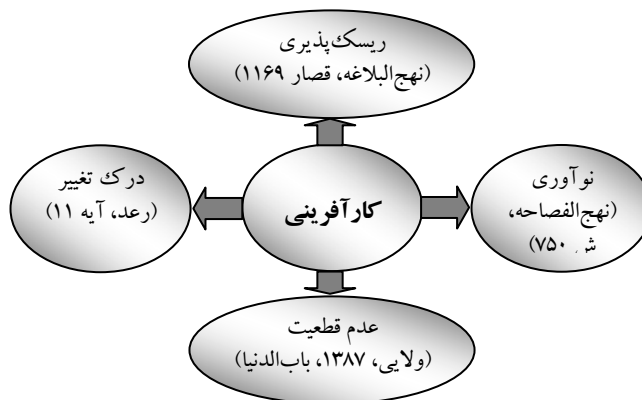 ریسک‌پذیری
(نهج‌البلاغه، قصار ۱۱۶۹)
نوآوری
(نهج‌الفصاحه،
ش ۷۵۰)
کارآفرینی
درک تغییر
(رعد، آیه ۱۱)
عدم قطعیت
(ولایی، ۱۳۸۷، باب‌الدنیا)